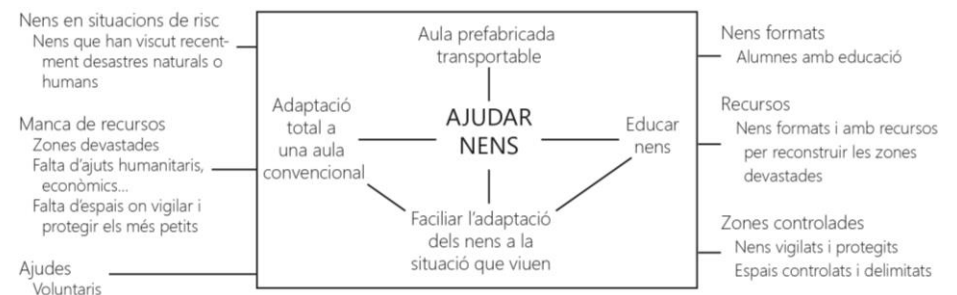 Nens en situacions de risc
Nens que han viscut recent-
ment desastres naturals o
humans
Manca de recursos
Zones devastades
Falta d'ajuts humanitaris,
econòmics...
Falta d'espais on vigilar i
protegir els més petits
Ajudes
Voluntaris
Aula prefabricada
transportable
Adaptació
total a
una aula
convencional
AJUDAR
NENS
Educar
nens
Faciliar l'adaptació
dels nens a la
situació que viuen
Nens formats
Alumnes amb educació
Recursos
Nens formats i amb recursos
per reconstruir les zones
devastades
Zones controlades
Nens vigilats i protegits
Espais controlats i delimitats